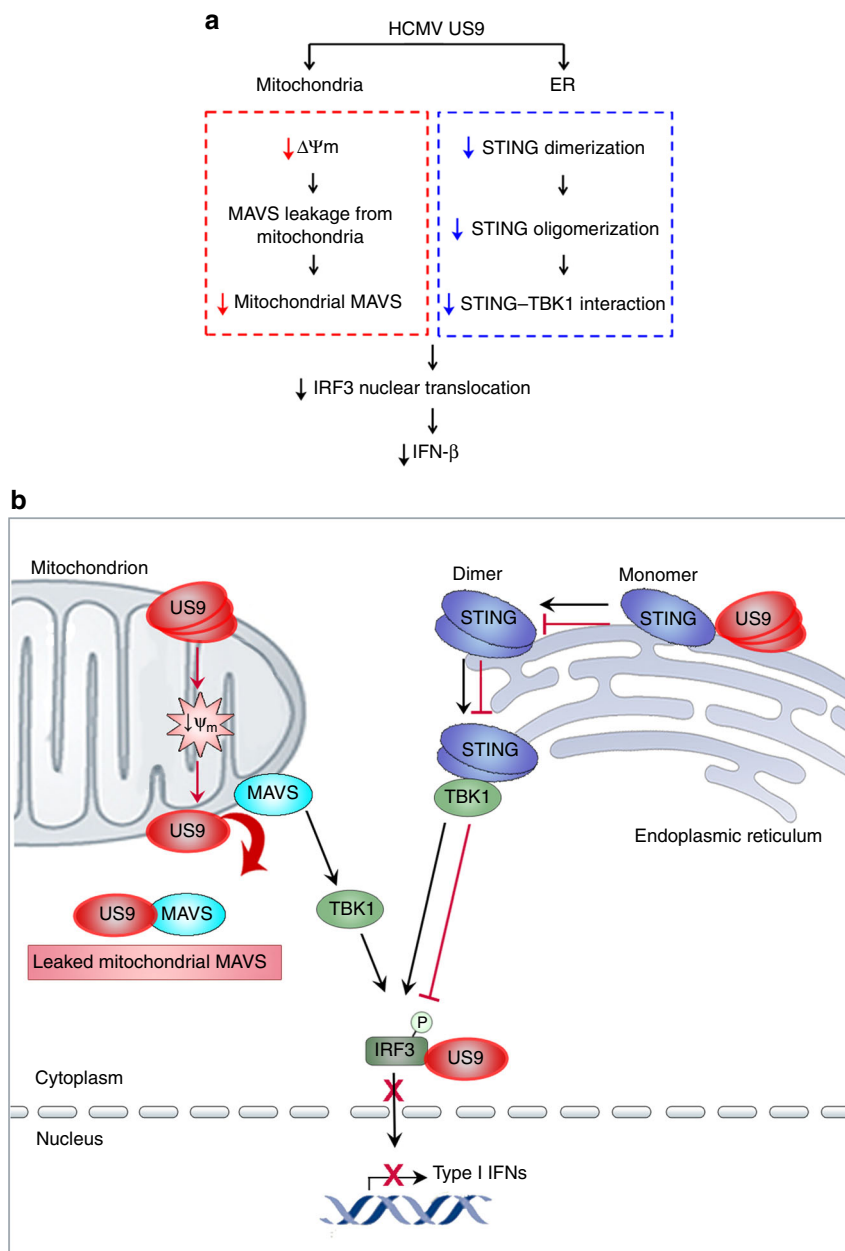 a
HCMV US9
Mitochondria
ER
↓ΔΨm
MAVS leakage from
mitochondria
↓ Mitochondrial MAVS
↓ STING dimerization
↓ STING oligomerization
↓ STING–TBK1 interaction
↓ IRF3 nuclear translocation
↓ IFN-β
b
Mitochondrion
US9
↓Ψm
US9
MAVS
US9 MAVS
Leaked mitochondrial MAVS
TBK1
Dimer
Monomer
STING
STING
US9
STING
TBK1
Endoplasmic reticulum
P
IRF3
US9
Cytoplasm
Nucleus
X
X
Type I IFNs